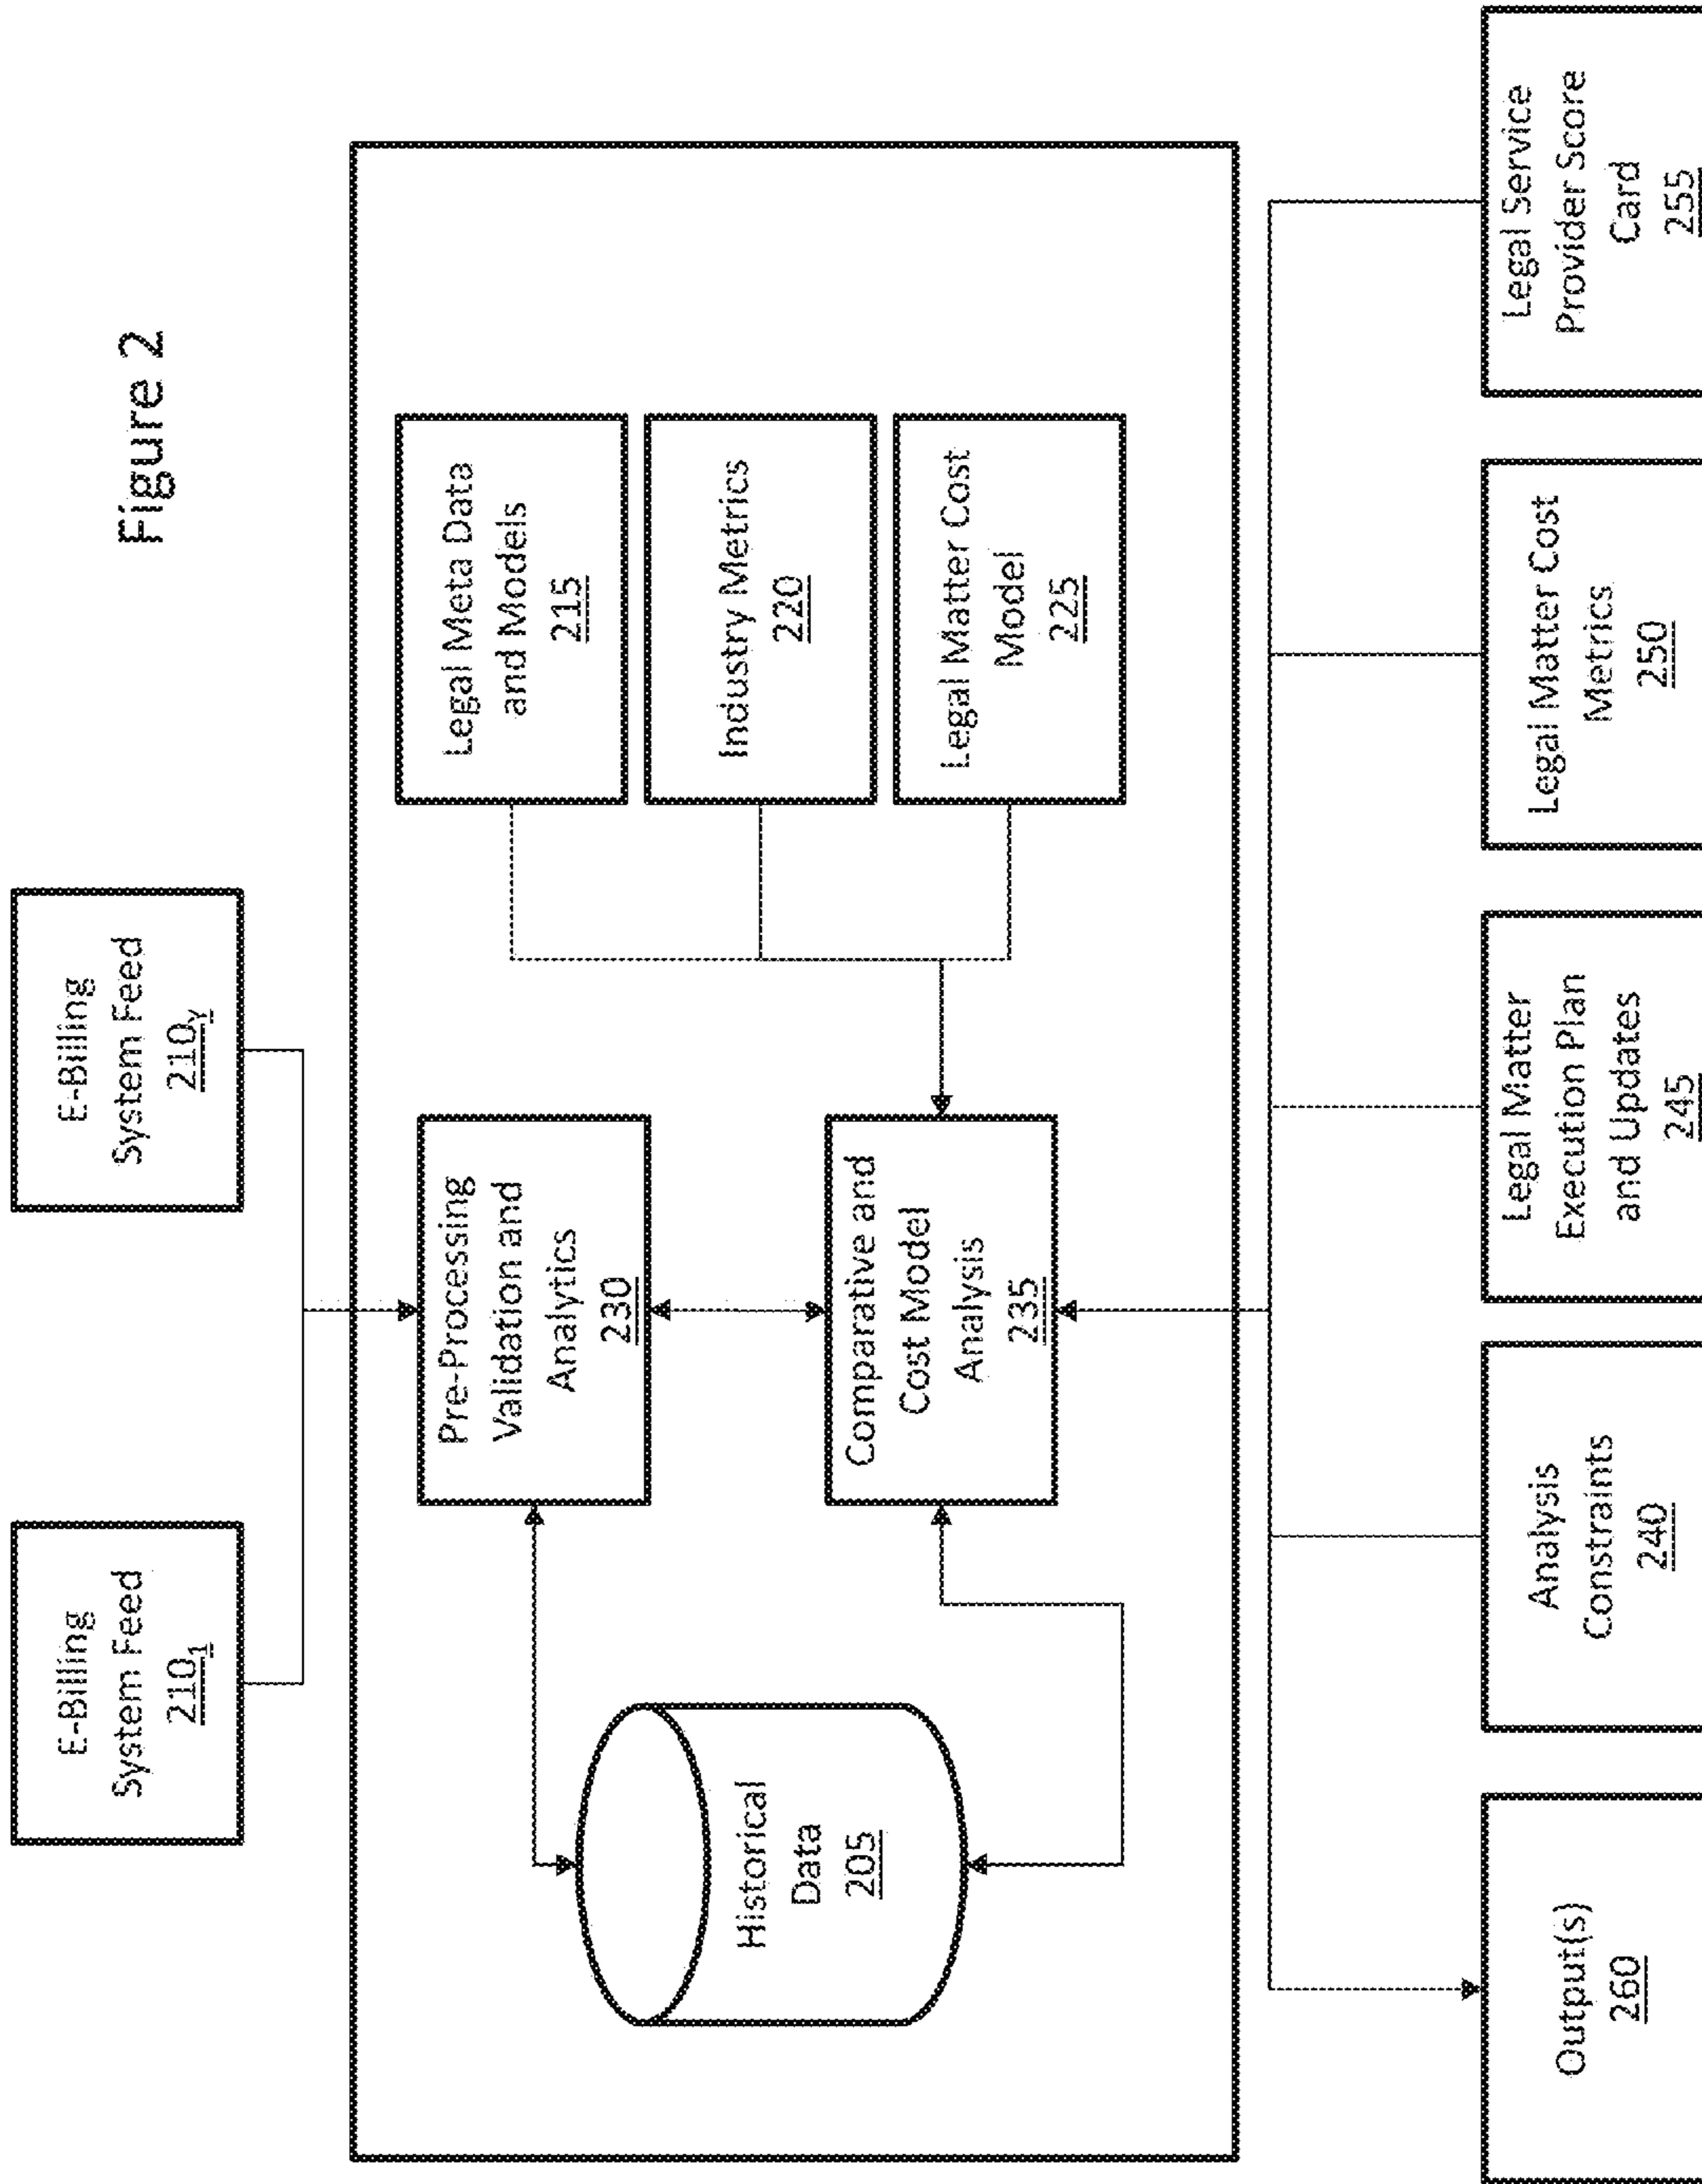 Figure 2
E-Billing
System Feed
210₁
E-Billing
System Feed
210Y
Historical
Data
205
Pre-Processing
Validation and
Analytics
230
Comparative and
Cost Model
Analysis
235
Legal Meta Data
and Models
215
Industry Metrics
220
Legal Matter Cost
Model
225
Output(s)
260
Analysis
Constraints
240
Legal Matter
Execution Plan
and Updates
245
Legal Matter Cost
Metrics
250
Legal Service
Provider Score
Card
255